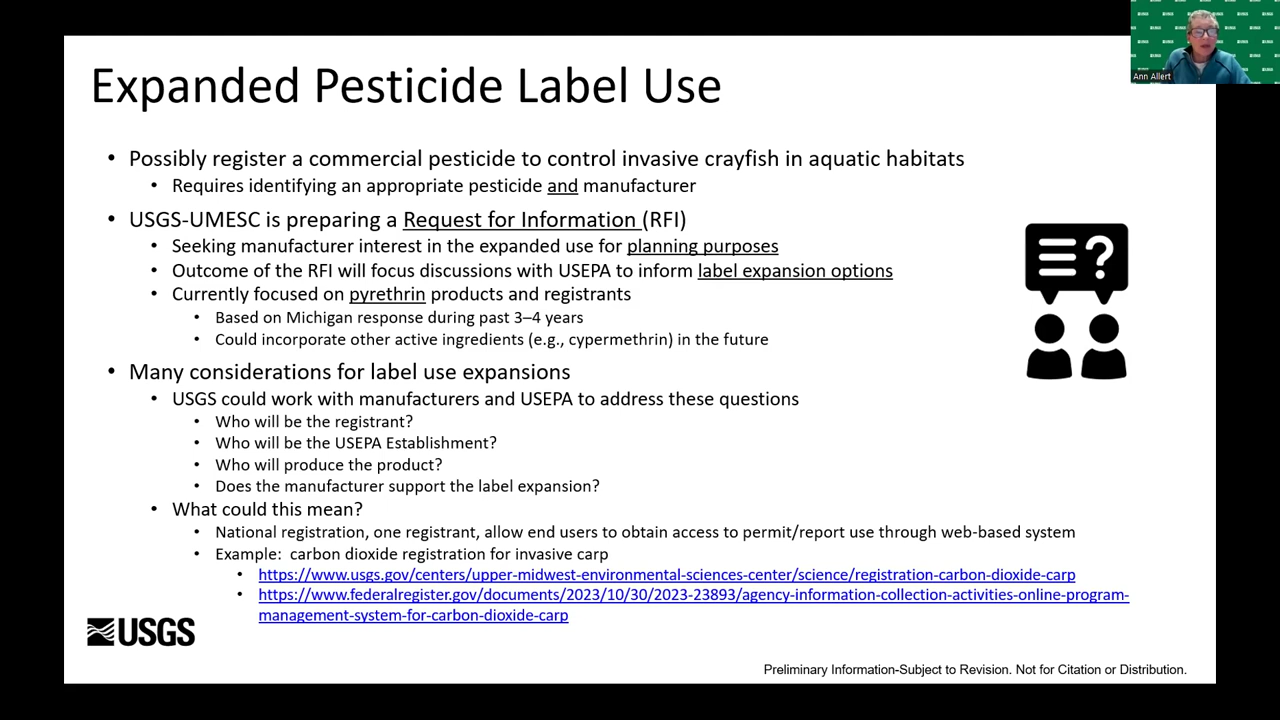 Expanded Pesticide Label Use
Ann Allert
• Possibly register a commercial pesticide to control invasive crayfish in aquatic habitats
• Requires identifying an appropriate pesticide and manufacturer
• USGS-UMESC is preparing a Request for Information (RFI)
• Seeking manufacturer interest in the expanded use for planning purposes
• Outcome of the RFI will focus discussions with USEPA to inform label expansion options
• Currently focused on pyrethrin products and registrants
• Based on Michigan response during past 3–4 years
• Could incorporate other active ingredients (e.g., cypermethrin) in the future
• Many considerations for label use expansions
• USGS could work with manufacturers and USEPA to address these questions
• Who will be the registrant?
• Who will be the USEPA Establishment?
• Who will produce the product?
• Does the manufacturer support the label expansion?
• What could this mean?
• National registration, one registrant, allow end users to obtain access to permit/report use through web-based system
• Example: carbon dioxide registration for invasive carp
• https://www.usgs.gov/centers/upper-midwest-environmental-sciences-center/science/registration-carbon-dioxide-carp
• https://www.federalregister.gov/documents/2023/10/30/2023-23893/agency-information-collection-activities-online-program-
management-system-for-carbon-dioxide-carp
USGS
Preliminary Information-Subject to Revision. Not for Citation or Distribution.